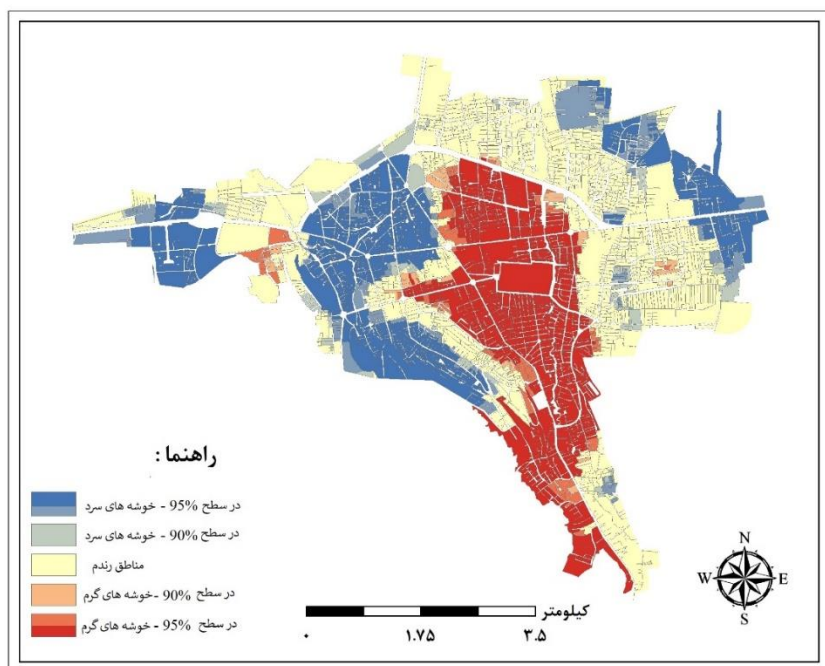 راهنما :
در سطح %95 - خوشه های سرد
در سطح %90 - خوشه های سرد
مناطق رندم
در سطح %90 - خوشه های گرم
در سطح %95 - خوشه های گرم
کیلومتر
۰ ۱.۷۵ ۳.۵
N
W E
S